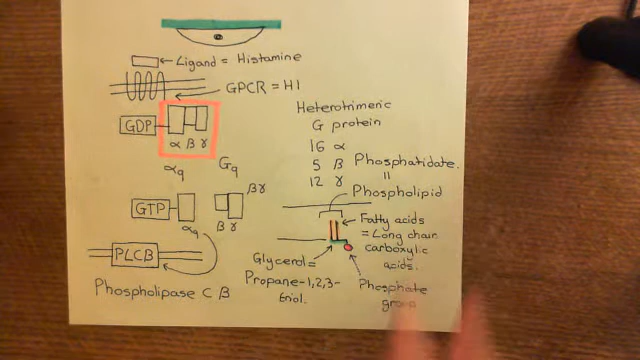 Ligand = Histamine
GPCR = H1
GDP
α β γ
αq
Gq
GTP
αq
βγ
β γ
PLCβ
Phospholipase C β
Heterotrimeric
G protein
16 α
5 β
12 γ
Phosphatidate.
=
Phospholipid
Fatty acids
= Long chain
carboxylic
acids.
Glycerol =
Propane-1,2,3-
triol.
Phosphate
group